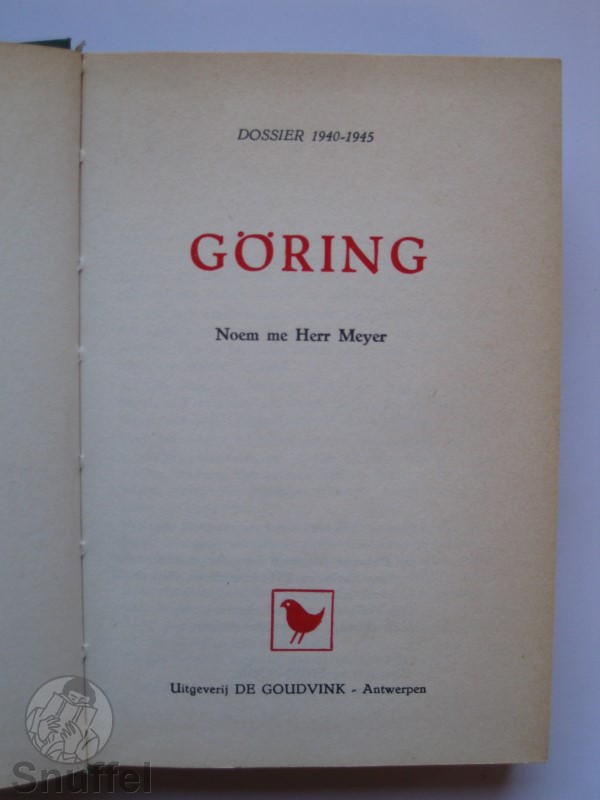 DOSSIER 1940-1945
GÖRING
Noem me Herr Meyer
Uitgeverij DE GOUDVINK - Antwerpen
Snuffel